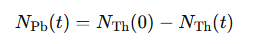 N_Pb(t) = N_Th(0) − N_Th(t)